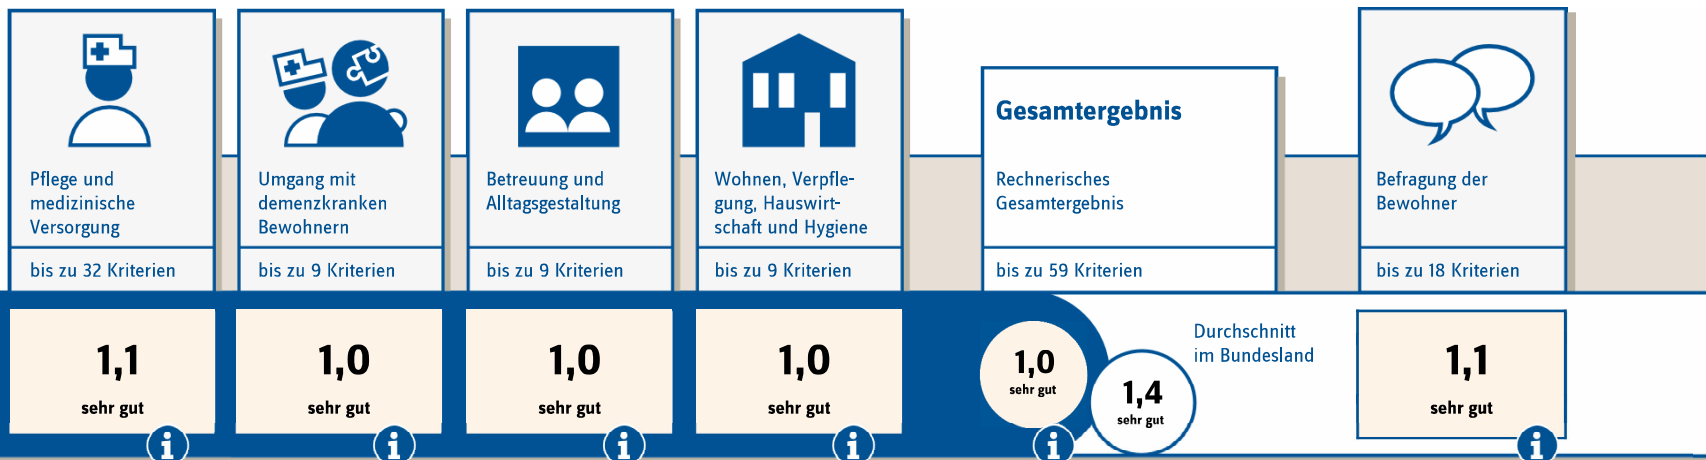 Pflege und
medizinische
Versorgung
bis zu 32 Kriterien
1,1
sehr gut
Umgang mit
demenzkranken
Bewohnern
bis zu 9 Kriterien
1,0
sehr gut
Betreuung und
Alltagsgestaltung
bis zu 9 Kriterien
1,0
sehr gut
Wohnen, Verpfle-
gung, Hauswirt-
schaft und Hygiene
bis zu 9 Kriterien
1,0
sehr gut
Gesamtergebnis
Rechnerisches
Gesamtergebnis
bis zu 59 Kriterien
1,0
sehr gut
1,4
sehr gut
Durchschnitt
im Bundesland
Befragung der
Bewohner
bis zu 18 Kriterien
1,1
sehr gut